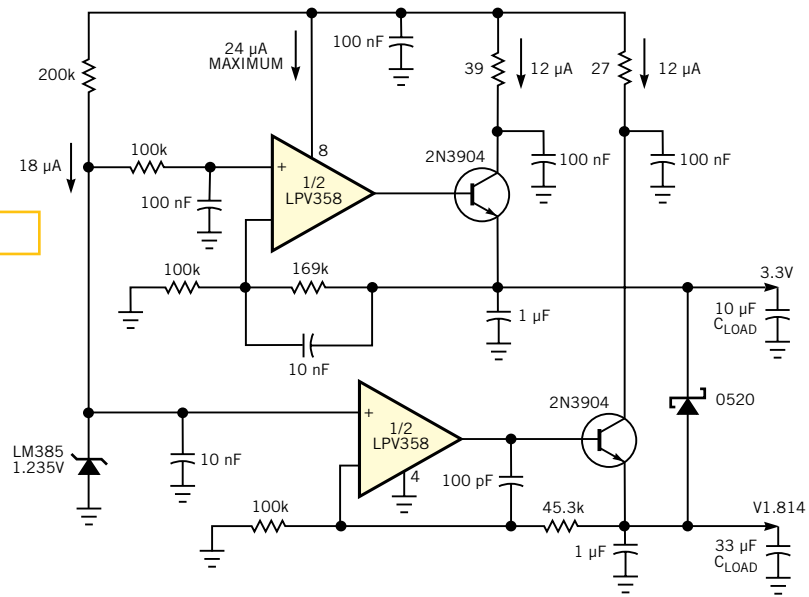 24 µA
MAXIMUM
100 nF
200k
39
12 µA
27
12 µA
18 µA
100k
8
2N3904
100 nF
100 nF
+
1/2
LPV358
100 nF
100k
169k
3.3V
1 µF
10 µF
CLOAD
10 nF
2N3904
0520
+
1/2
LPV358
LM385
1.235V
10 nF
4
100 pF
100k
45.3k
V1.814
1 µF
33 µF
CLOAD